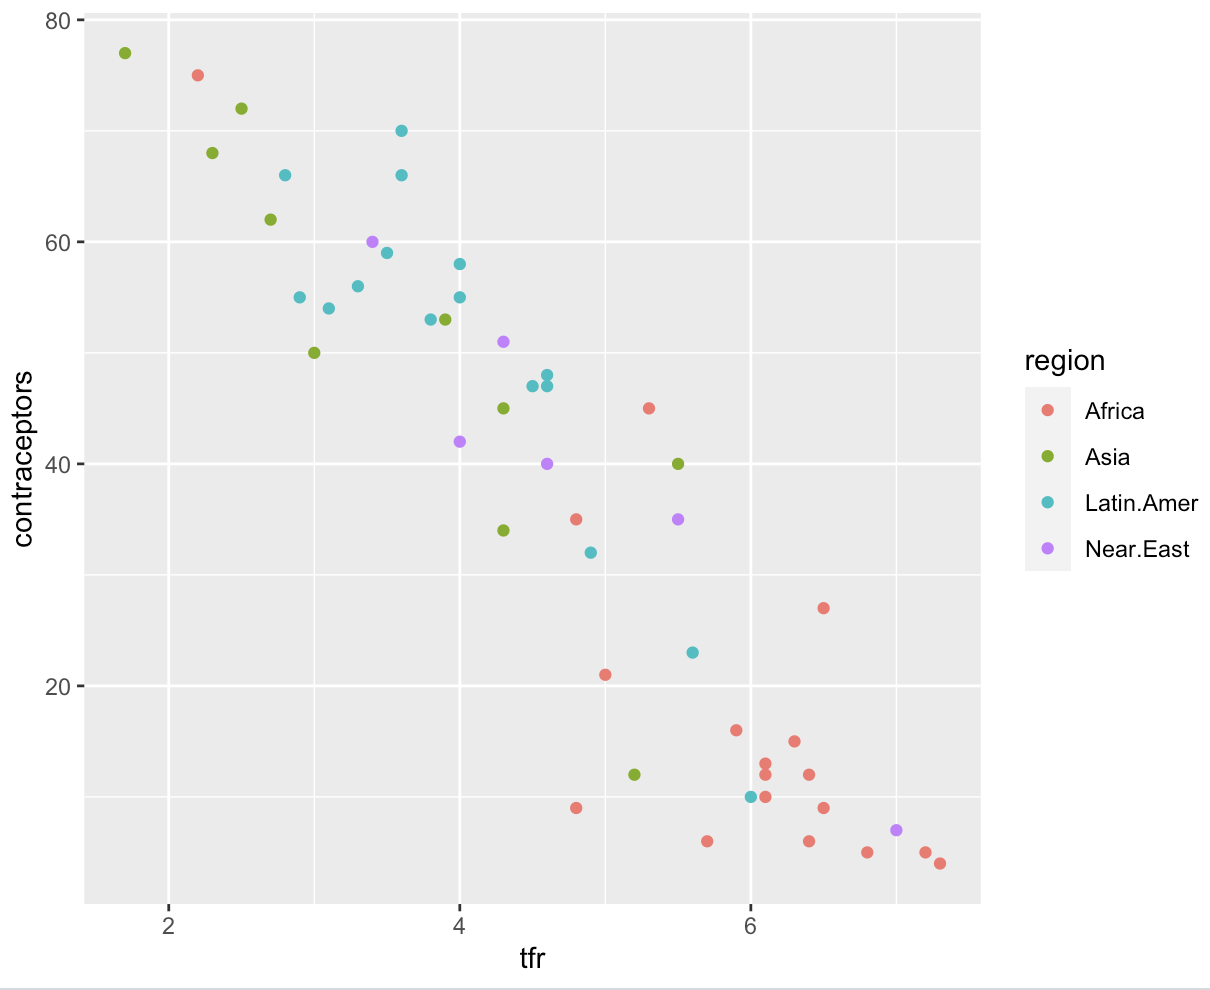 80
60
40
20
contraceptors
2 4 6
tfr
region
Africa
Asia
Latin.Amer
Near.East